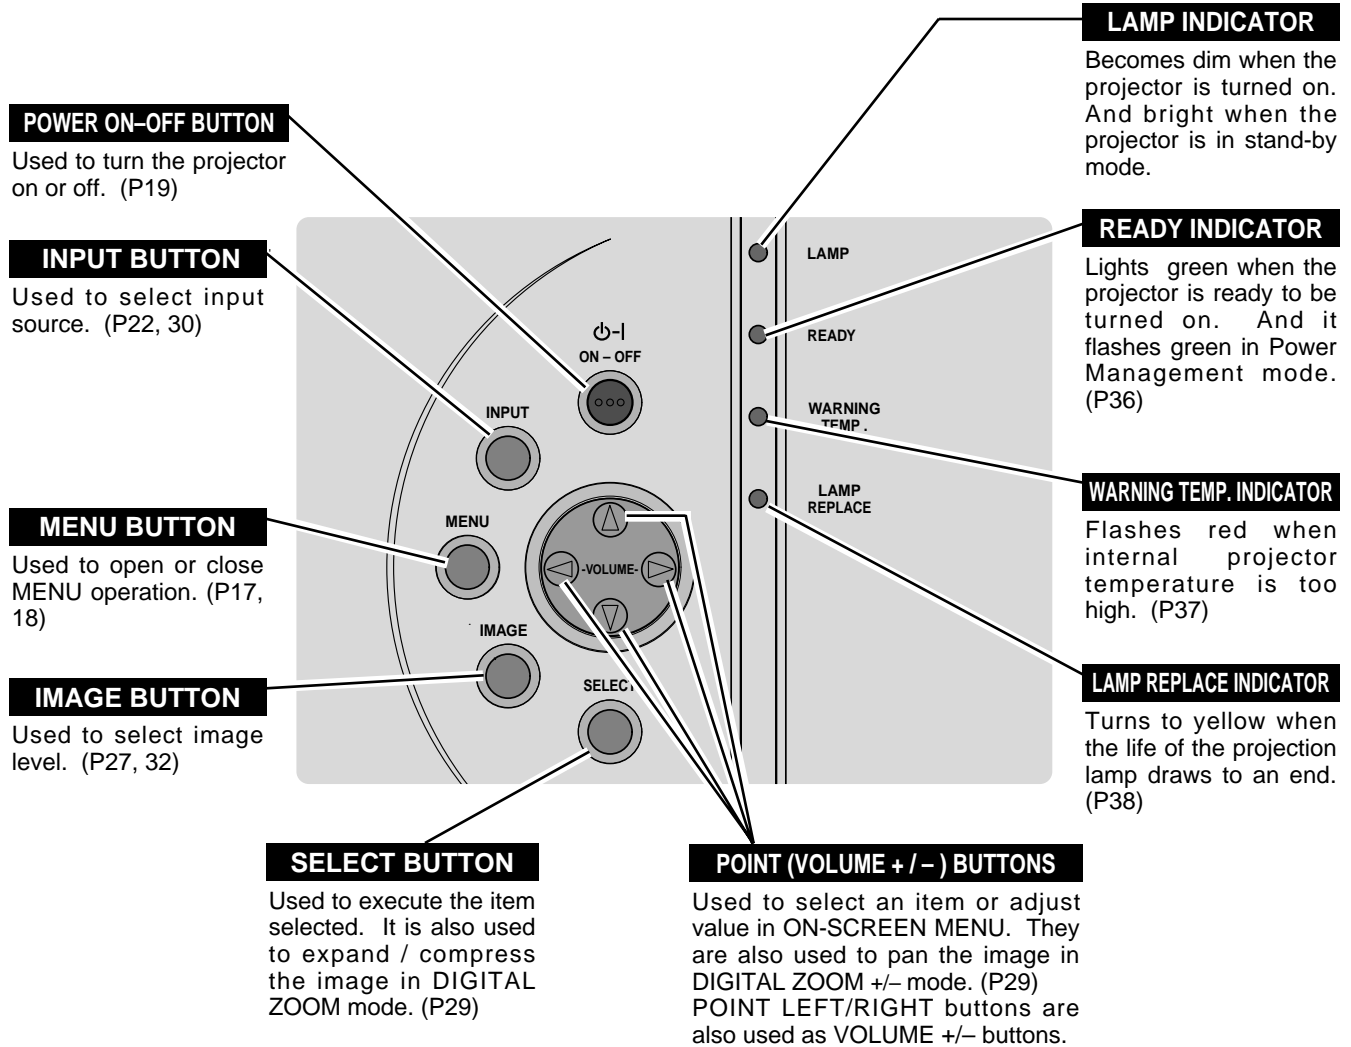 LAMP INDICATOR
Becomes dim when the
projector is turned on.
And bright when the
projector is in stand-by
mode.
POWER ON–OFF BUTTON
Used to turn the projector
on or off. (P19)
INPUT BUTTON
Used to select input
source. (P22, 30)
READY INDICATOR
Lights green when the
projector is ready to be
turned on. And it
flashes green in Power
Management mode.
(P36)
LAMP
READY
ON – OFF
INPUT
WARNING
TEMP .
LAMP
REPLACE
MENU
-VOLUME-
IMAGE
SELECT
MENU BUTTON
Used to open or close
MENU operation. (P17,
18)
WARNING TEMP. INDICATOR
Flashes red when
internal projector
temperature is too
high. (P37)
IMAGE BUTTON
Used to select image
level. (P27, 32)
LAMP REPLACE INDICATOR
Turns to yellow when
the life of the projection
lamp draws to an end.
(P38)
SELECT BUTTON
Used to execute the item
selected. It is also used
to expand / compress
the image in DIGITAL
ZOOM mode. (P29)
POINT (VOLUME + / – ) BUTTONS
Used to select an item or adjust
value in ON-SCREEN MENU. They
are also used to pan the image in
DIGITAL ZOOM +/– mode. (P29)
POINT LEFT/RIGHT buttons are
also used as VOLUME +/– buttons.